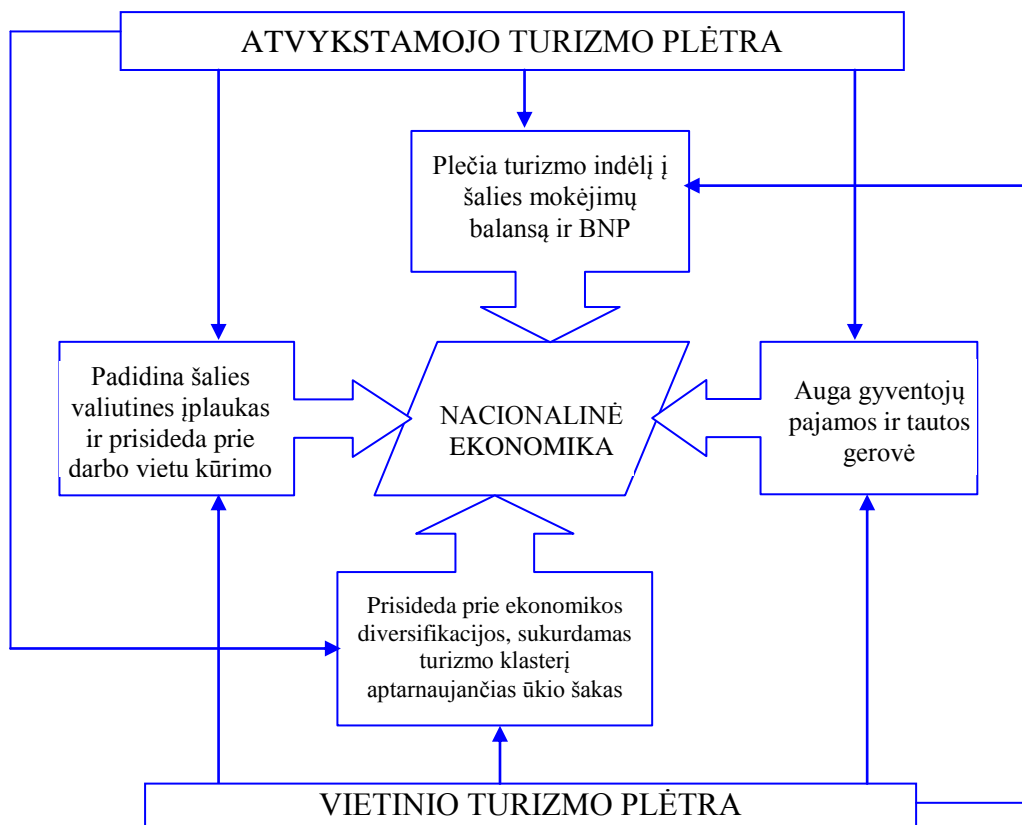 ATVYKSTAMOJO TURIZMO PLĖTRA
Plečia turizmo indėlį į
šalies mokėjimų
balansą ir BNP
Padidina šalies
valiutines įplaukas
ir prisideda prie
darbo vietu kūrimo
NACIONALINĖ
EKONOMIKA
Auga gyventojų
pajamos ir tautos
gerovė
Prisideda prie ekonomikos
diversifikacijos, sukurdamas
turizmo klasterį
aptarnaujančias ūkio šakas
VIETINIO TURIZMO PLĖTRA